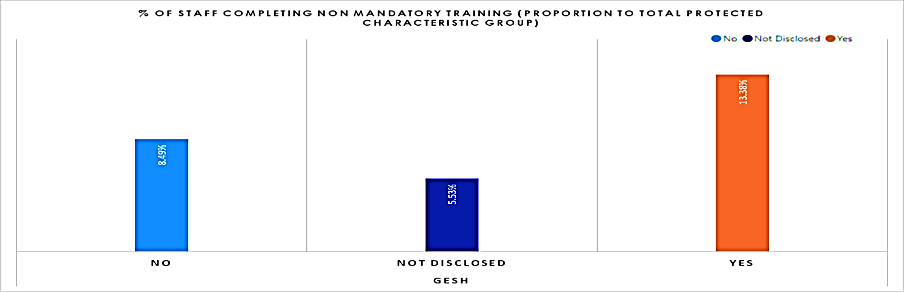 % OF STAFF COMPLETING NON MANDATORY TRAINING (PROPORTION TO TOTAL PROTECTED
CHARACTERISTIC GROUP)
No Not Disclosed Yes
8.49%
5.53%
13.38%
NO NOT DISCLOSED YES
GESH